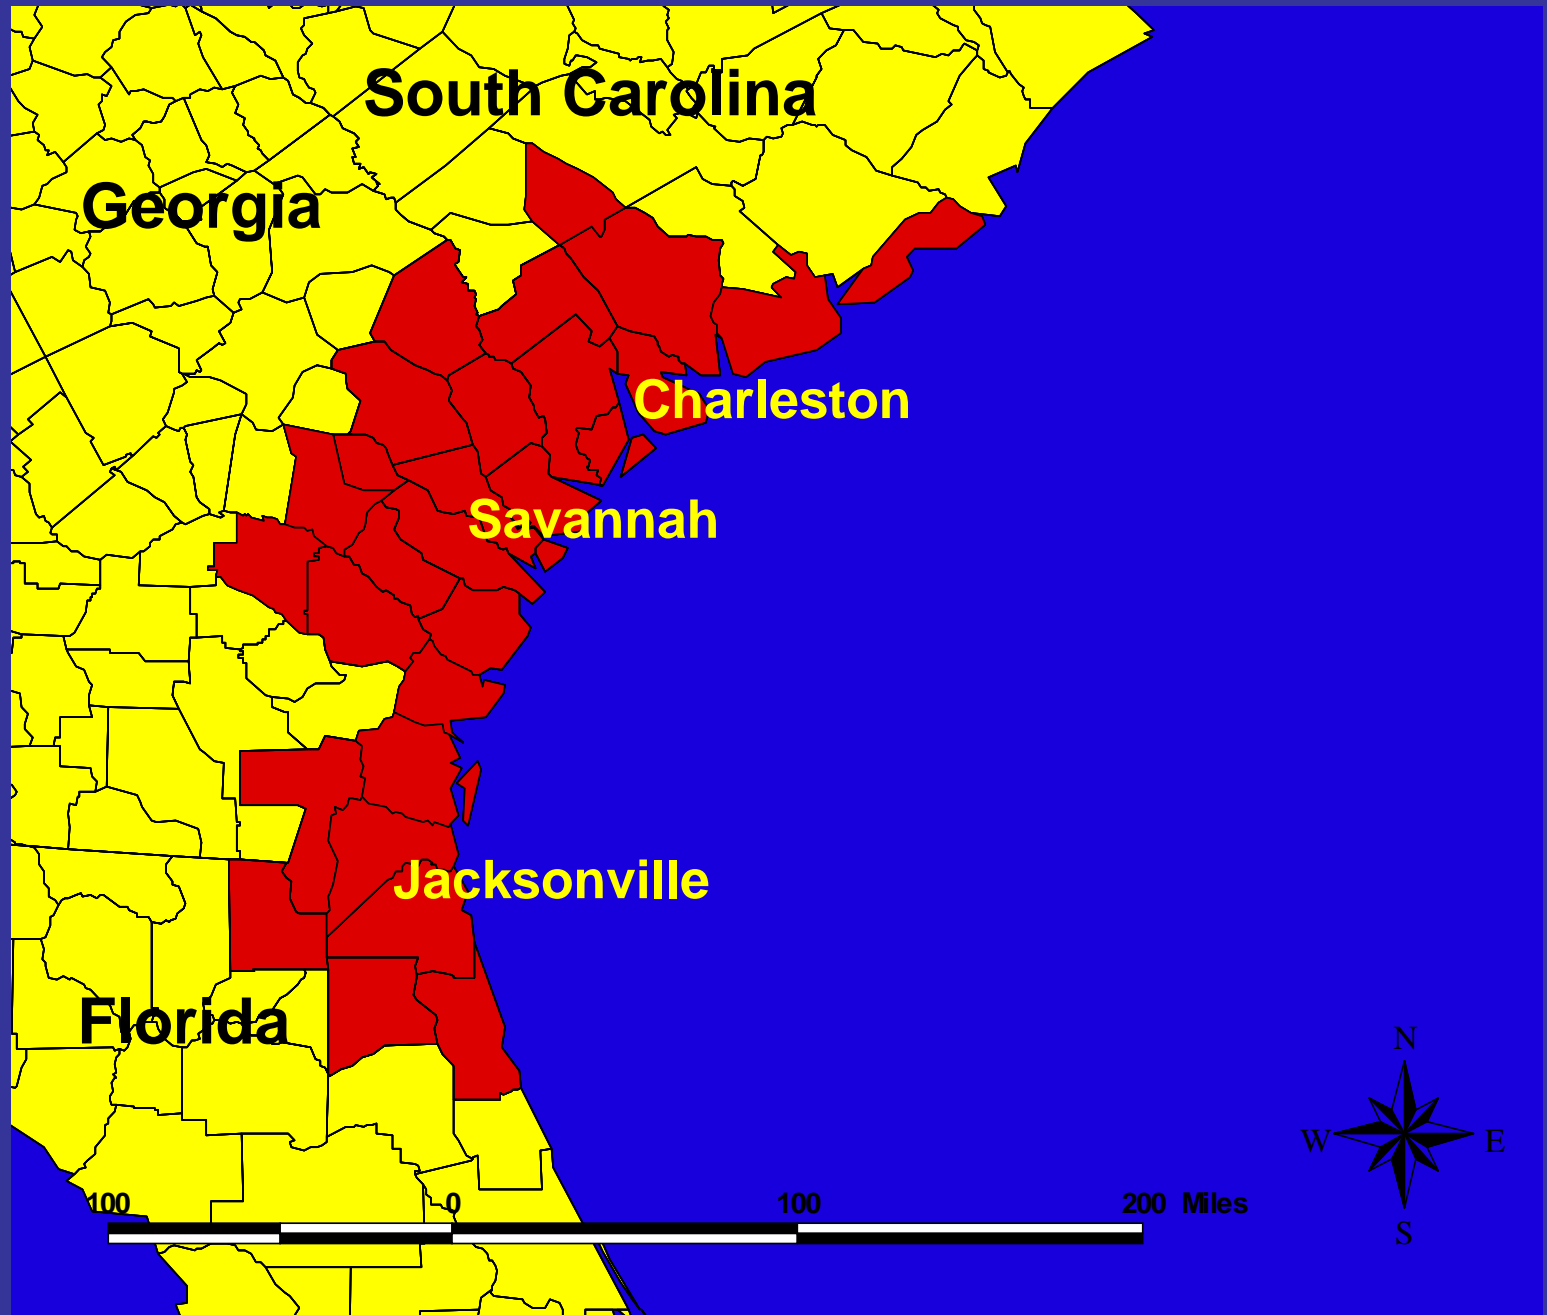 South Carolina
Georgia
Charleston
Savannah
Jacksonville
Florida
N
W E
S
100 0 100 200 Miles